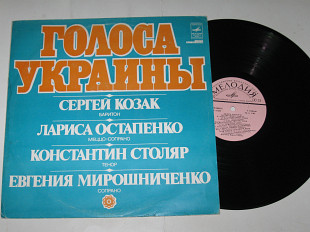 ГОЛОСА
УКРАИНЫ
СЕРГЕЙ КОЗАК
БАРИТОН
ЛАРИСА ОСТАПЕНКО
МЕЦЦО-СОПРАНО
КОНСТАНТИН СТОЛЯР
ТЕНОР
ЕВГЕНИЯ МИРОШНИЧЕНКО
СОПРАНО
МЕЛОДИЯ